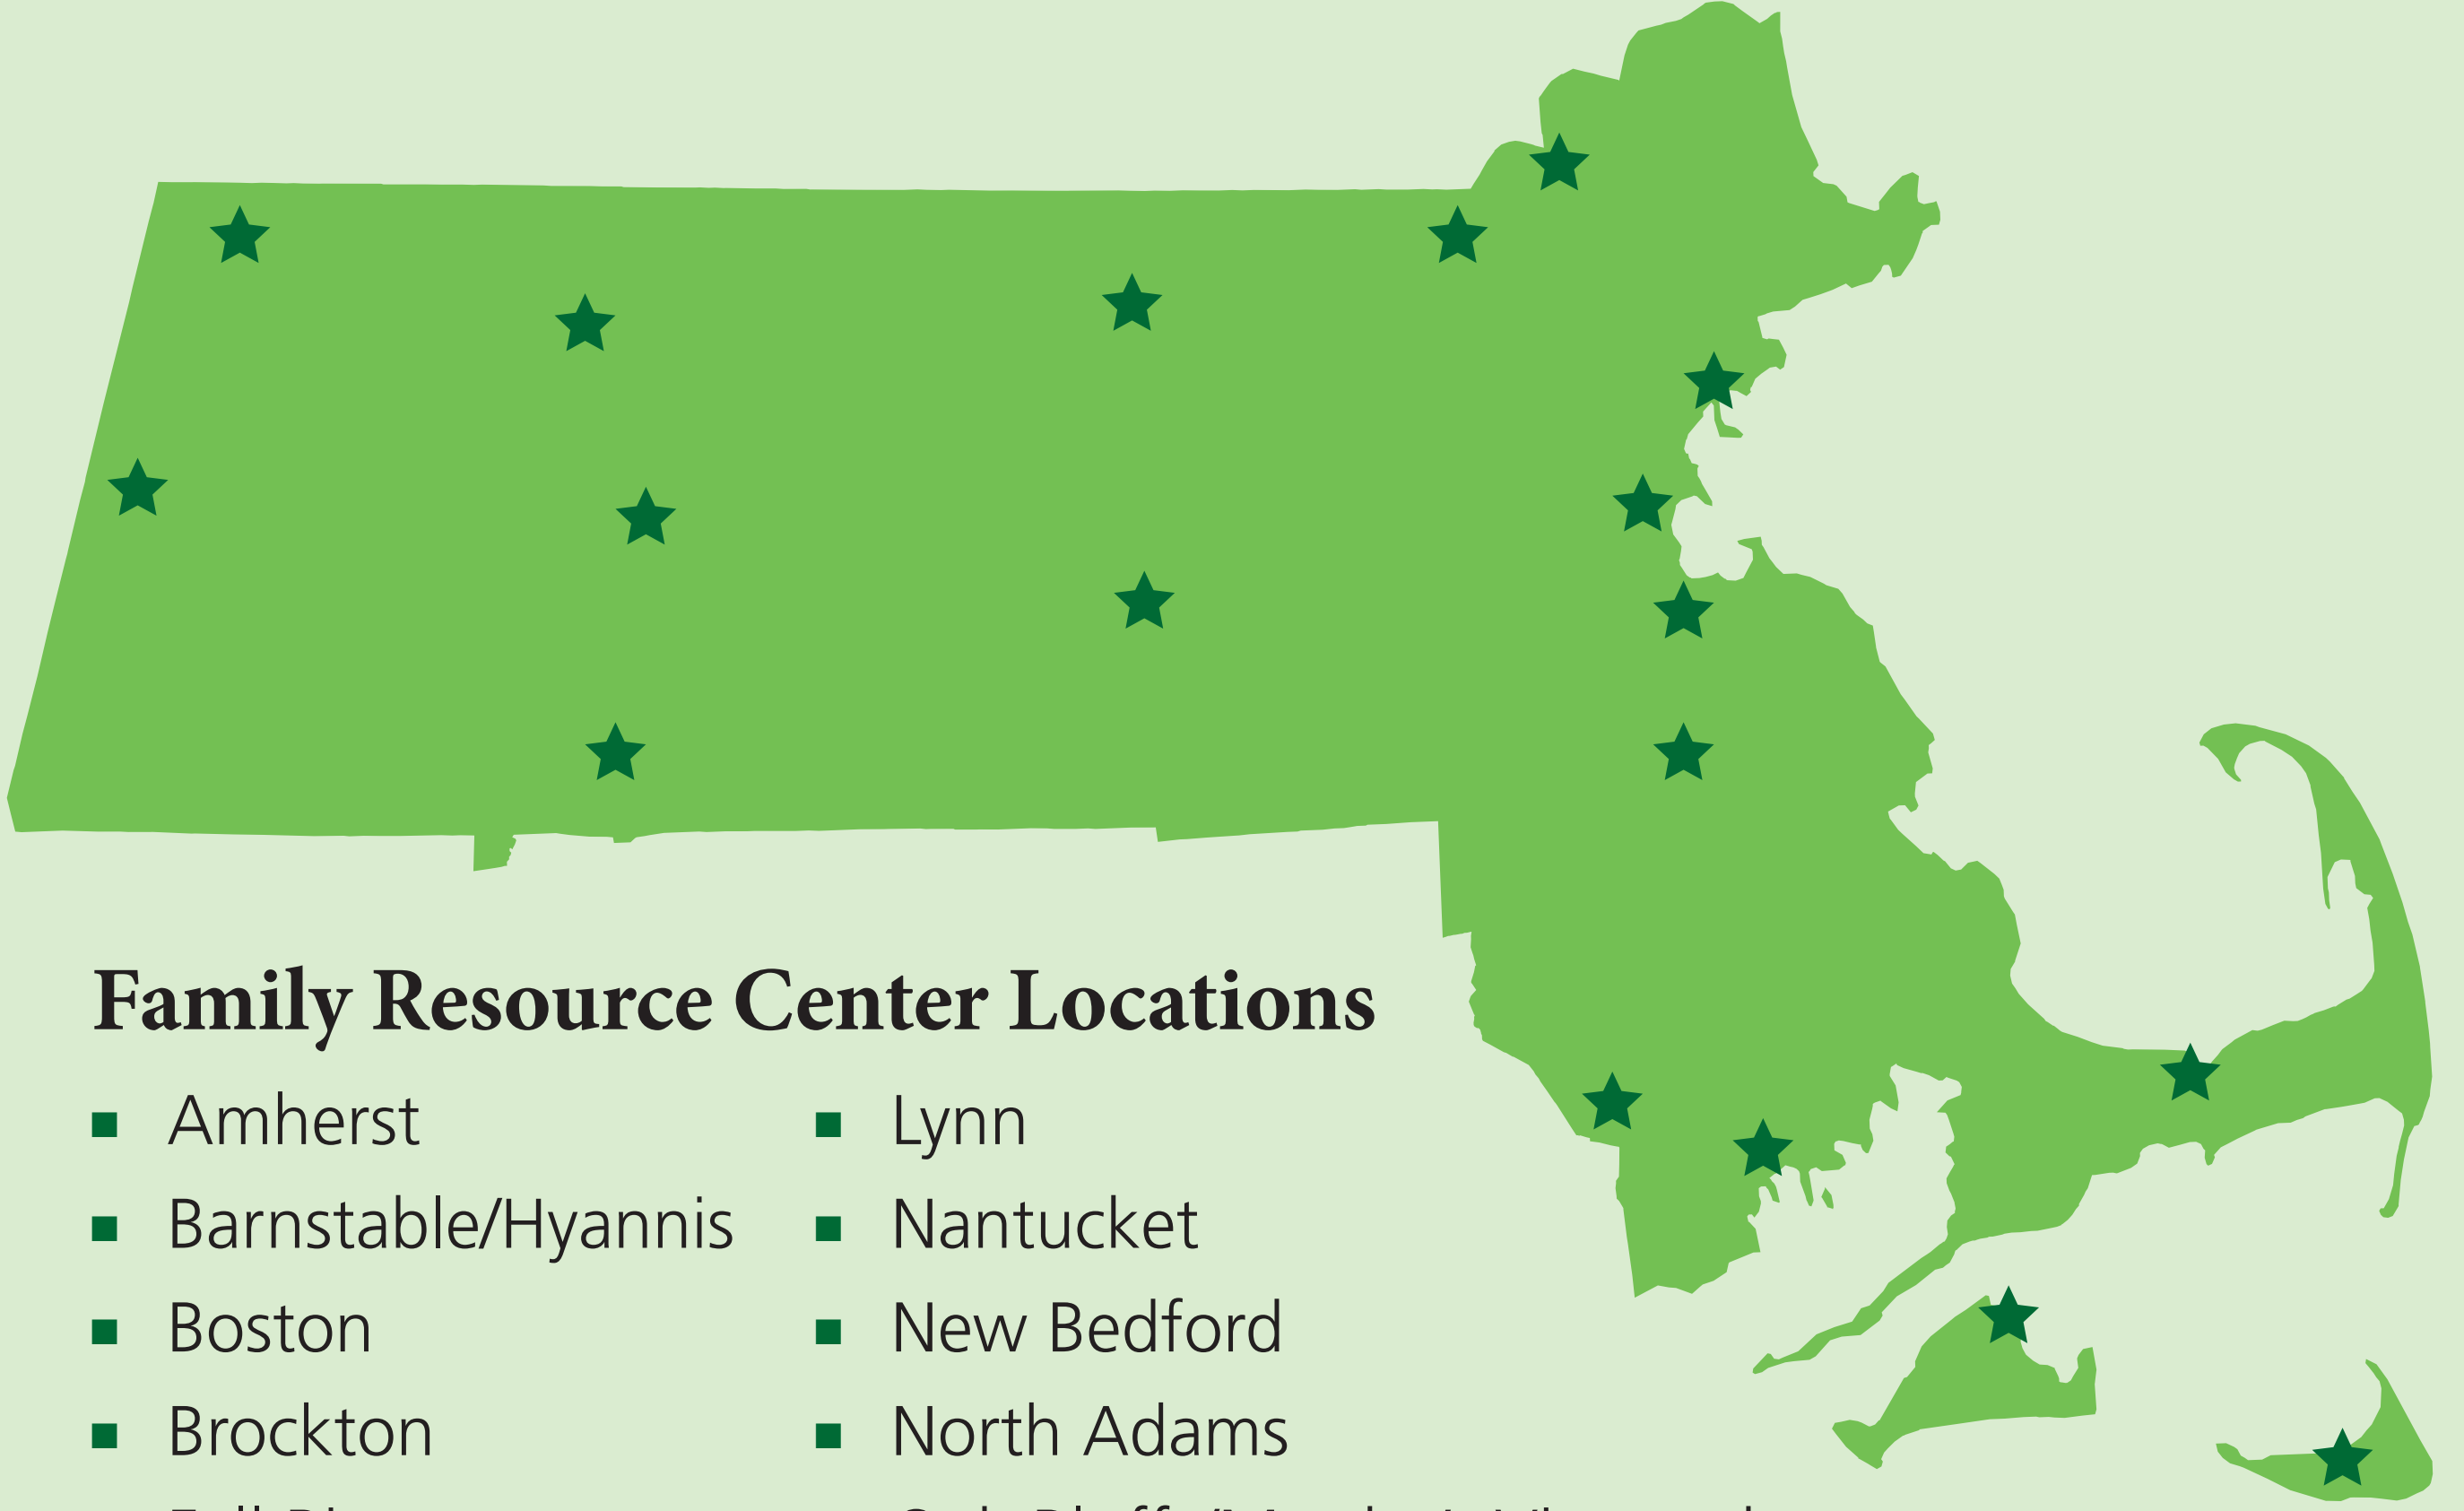 Family Resource Center Locations
Amherst
Barnstable/Hyannis
Boston
Brockton
Lynn
Nantucket
New Bedford
North Adams